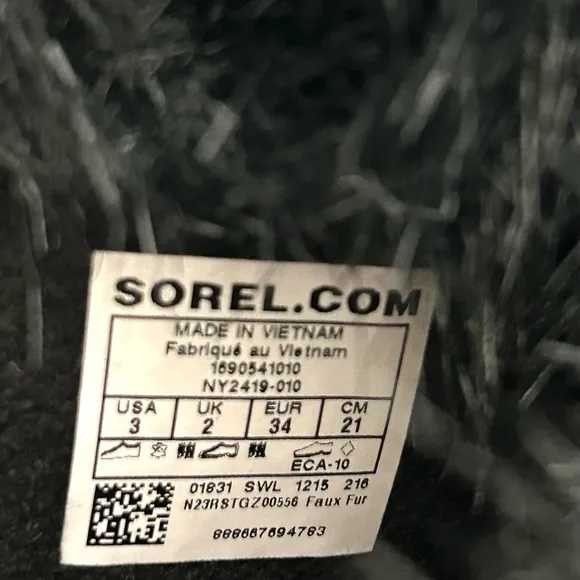 SOREL.COM
MADE IN VIETNAM
Fabriqué au Vietnam
1690541010
NY2419-010
USA UK EUR CM
3 2 34 21
ECA-10
01831 SWL 1215 216
N23RSTGZ00556 Faux Fur
888667694783